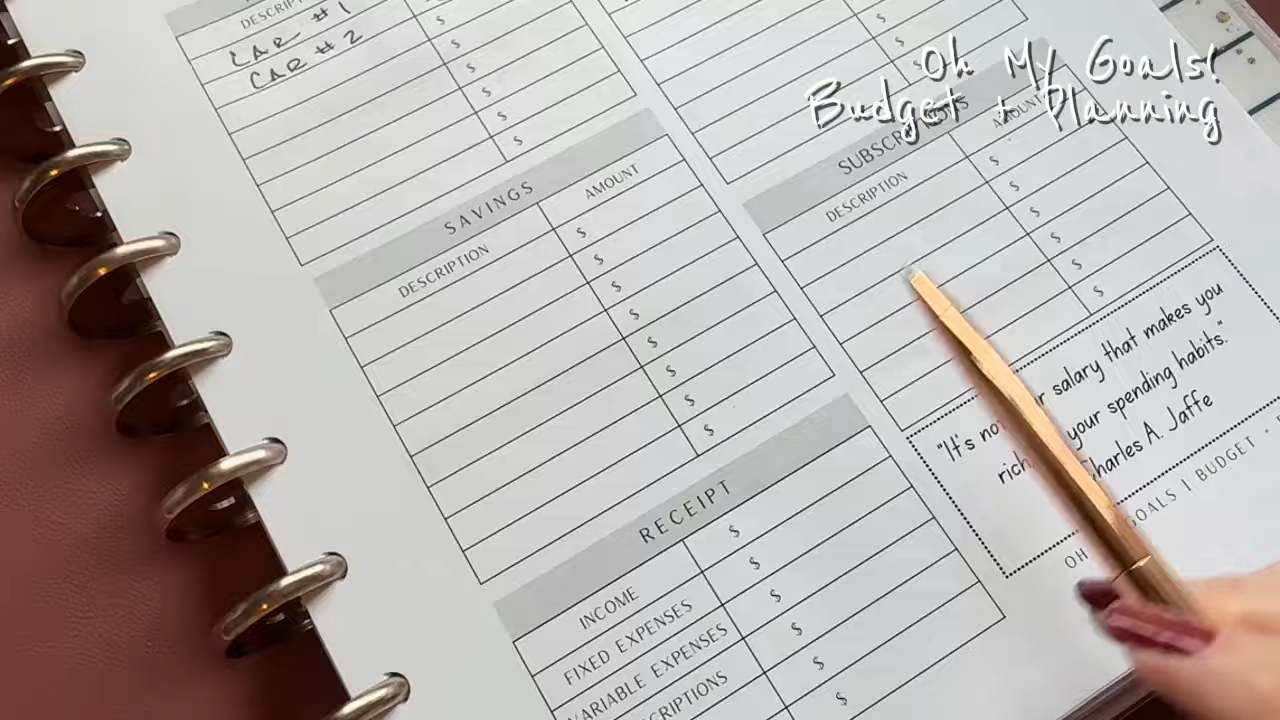 Oh My Goals!
Budget + Planning
CAR #1
CAR #2
SAVINGS
DESCRIPTION AMOUNT
$
$
$
$
$
$
$
$
SUBSCRIPTIONS
DESCRIPTION AMOUNT
$
$
$
$
$
$
"It's no r salary that makes you
rich your spending habits."
Charles A. Jaffe
OH GOALS | BUDGET +
RECEIPT
INCOME $
FIXED EXPENSES $
VARIABLE EXPENSES $
$
$
$